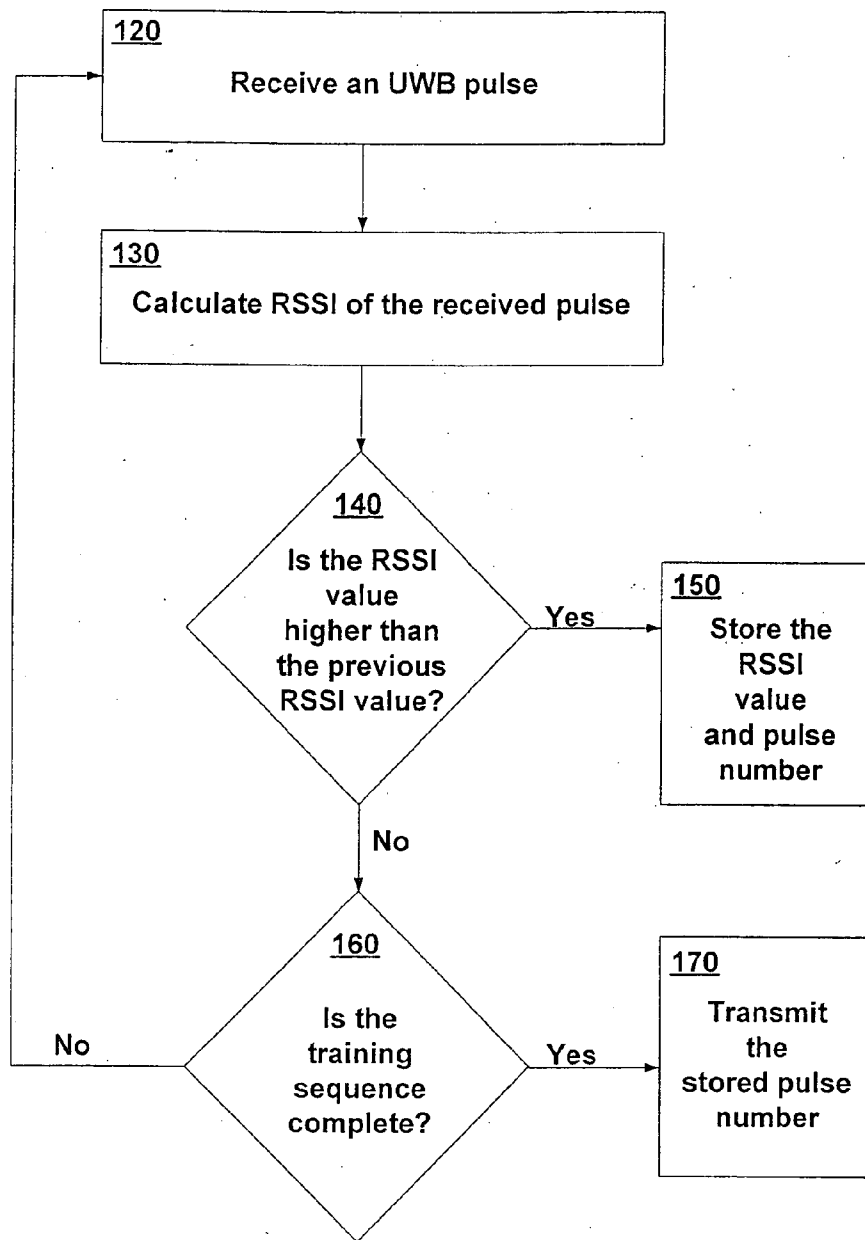 120
Receive an UWB pulse
130
Calculate RSSI of the received pulse
140
Is the RSSI
value
higher than
the previous
RSSI value?
Yes
150
Store the
RSSI
value
and pulse
number
No
160
Is the
training
sequence
complete?
No
Yes
170
Transmit
the
stored pulse
number